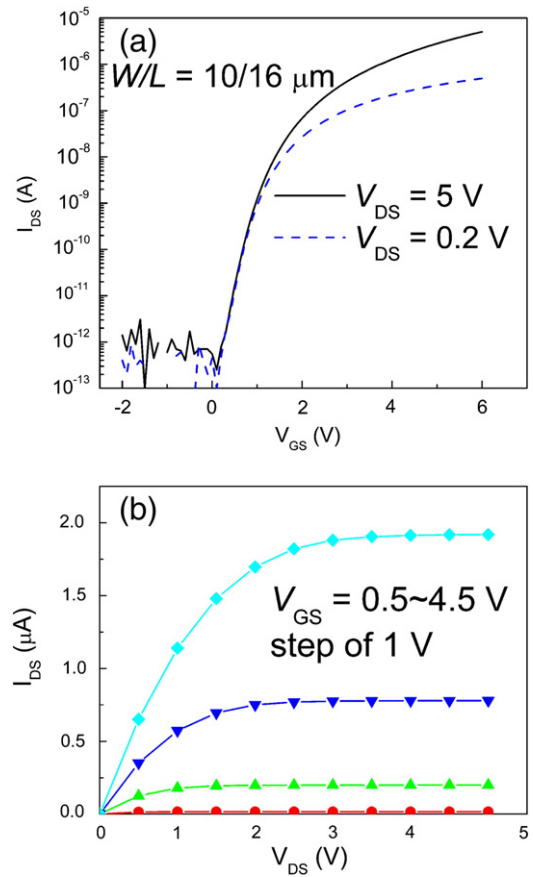 (a)
W/L = 10/16 μm
V_DS = 5 V
V_DS = 0.2 V
I_DS (A)
10^-5
10^-6
10^-7
10^-8
10^-9
10^-10
10^-11
10^-12
10^-13
-2 0 2 4 6
V_GS (V)
(b)
V_GS = 0.5~4.5 V
step of 1 V
I_DS (μA)
2.0
1.5
1.0
0.5
0.0
0 1 2 3 4 5
V_DS (V)